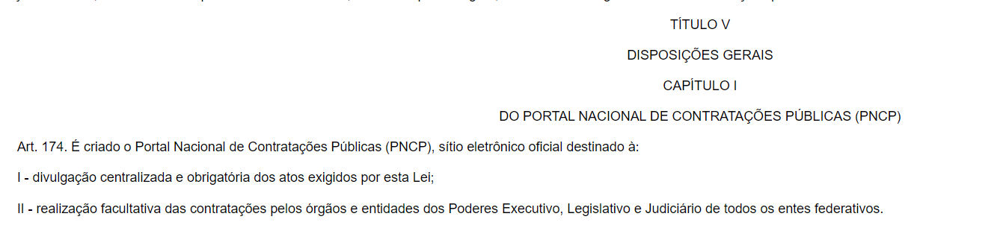 TÍTULO V
DISPOSIÇÕES GERAIS
CAPÍTULO I
DO PORTAL NACIONAL DE CONTRATAÇÕES PÚBLICAS (PNCP)
Art. 174. É criado o Portal Nacional de Contratações Públicas (PNCP), sítio eletrônico oficial destinado à:
I - divulgação centralizada e obrigatória dos atos exigidos por esta Lei;
II - realização facultativa das contratações pelos órgãos e entidades dos Poderes Executivo, Legislativo e Judiciário de todos os entes federativos.